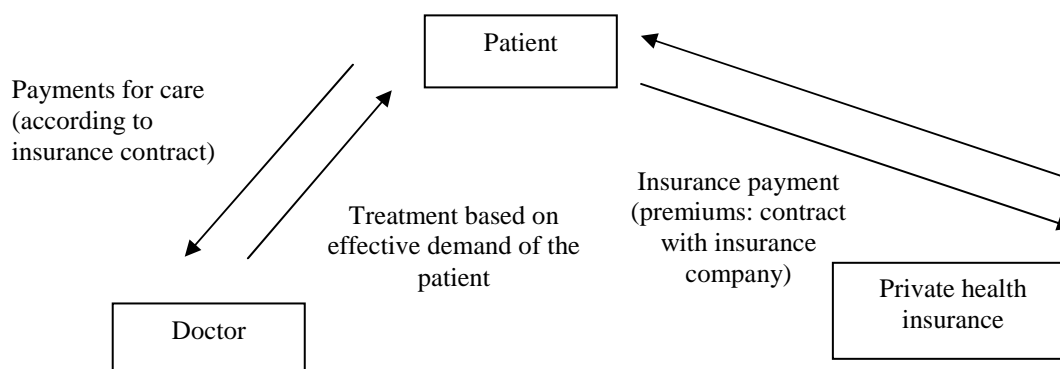 Patient
Payments for care
(according to
insurance contract)
Treatment based on
effective demand of the
patient
Insurance payment
(premiums: contract
with insurance
company)
Doctor
Private health
insurance